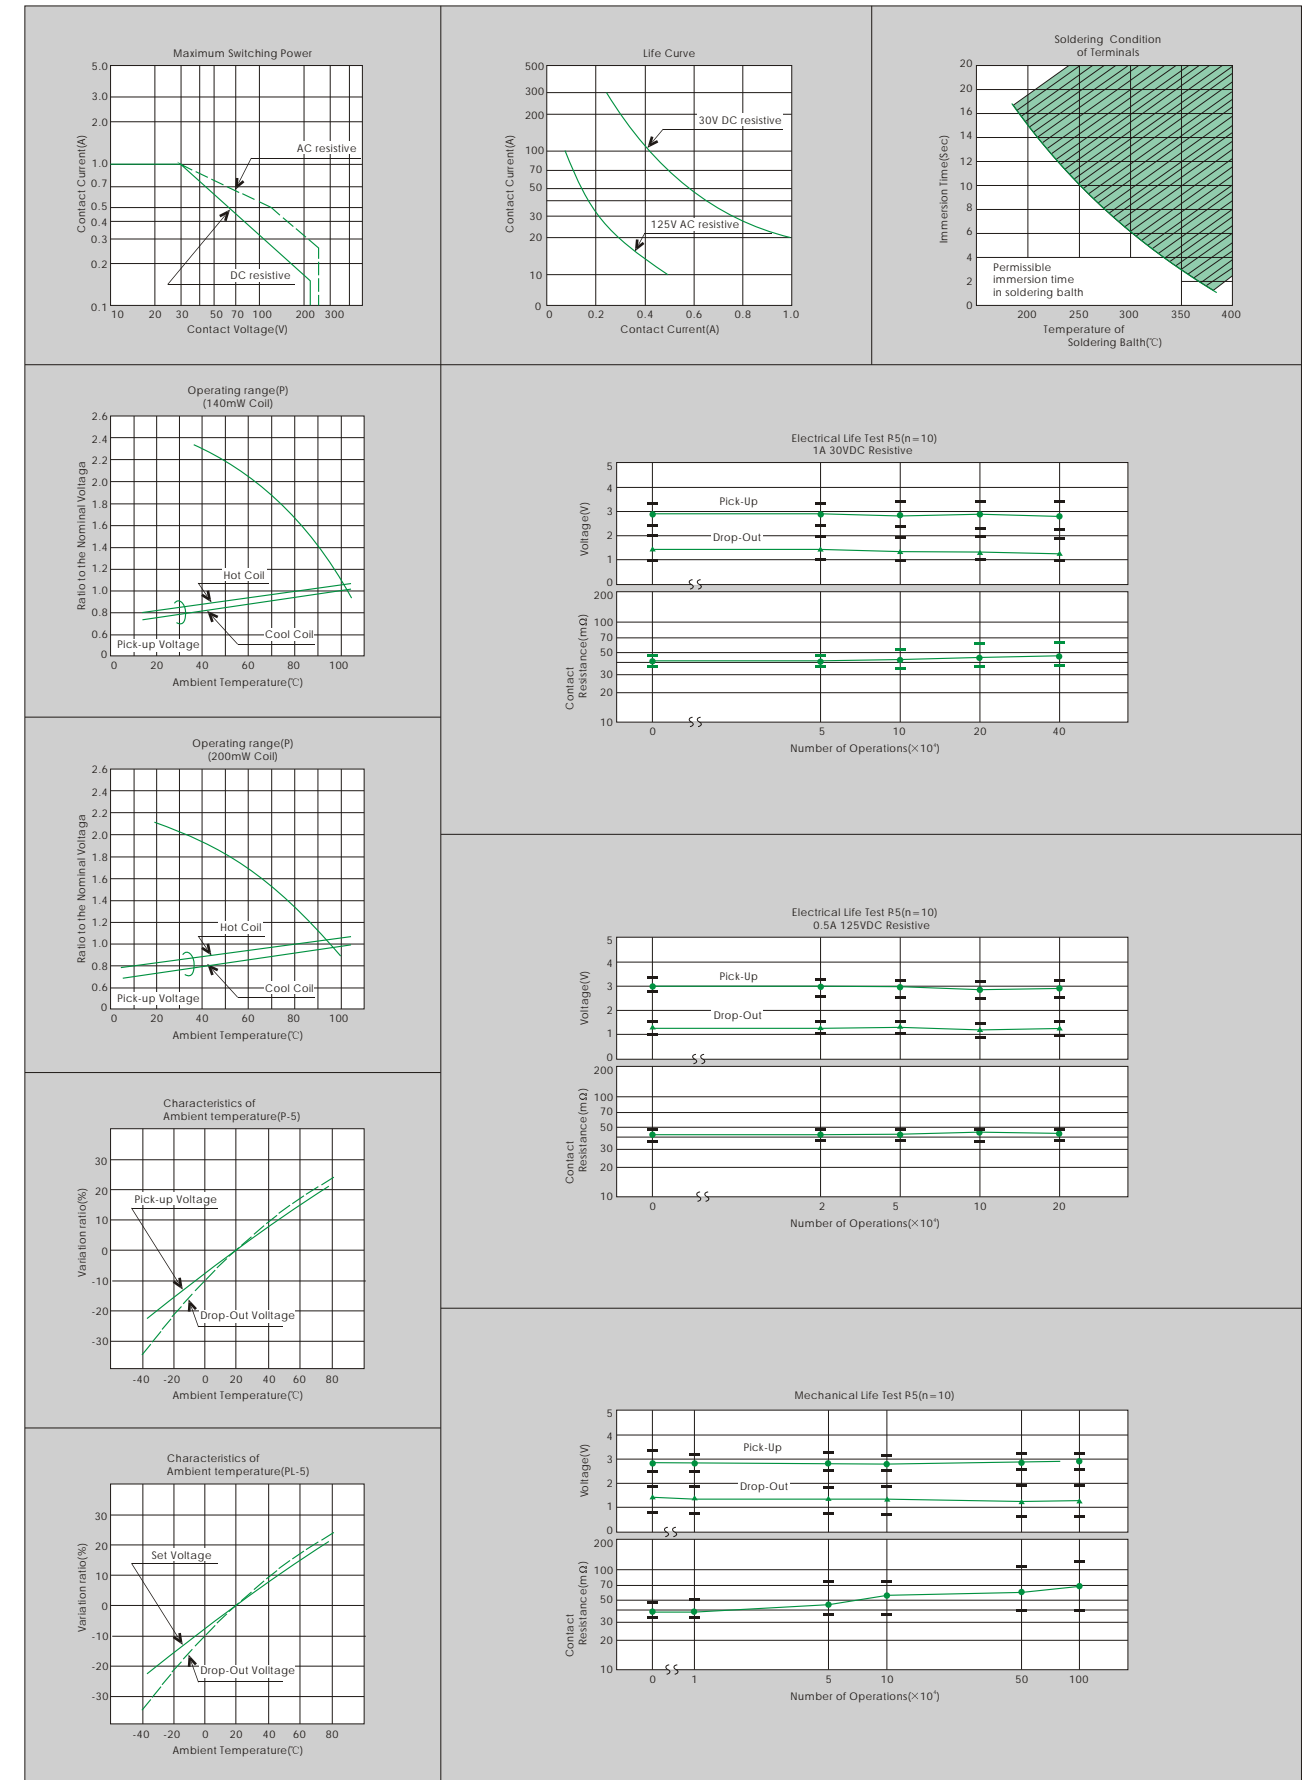 Maximum Switching Power
Contact Current(A)
5.0
3.0
2.0
1.0
0.7
0.5
0.4
0.3
0.2
0.1
AC resistive
DC resistive
10 20 30 50 70 100 200 300
Contact Voltage(V)
Life Curve
Contact Current(A)
500
300
200
100
70
50
30
20
10
0
30V DC resistive
125V AC resistive
0 0.2 0.4 0.6 0.8 1.0
Contact Current(A)
Soldering Condition
of Terminals
Immersion Time(Sec)
20
20
16
14
12
10
8
6
4
2
0
Permissible
immersion time
in soldering balth
200 250 300 350 400
Temperature of
Soldering Balth(℃)
Operating range(P)
(140mW Coil)
Ratio to the Nominal Voltaga
2.6
2.4
2.2
2.0
1.8
1.6
1.4
1.2
1.0
0.8
0.6
0
Hot Coil
Cool Coil
Pick-up Voltage
0 20 40 60 80 100
Ambient Temperature(℃)
Electrical Life Test P-5(n=10)
1A 30VDC Resistive
Voltage(V)
5
4
3
2
1
0
Pick-Up
Drop-Out
Contact
Resistance(mΩ)
200
100
70
50
30
20
10
0 5 10 20 40
Number of Operations(×10⁴)
Operating range(P)
(200mW Coil)
Ratio to the Nominal Voltaga
2.6
2.4
2.2
2.0
1.8
1.6
1.4
1.2
1.0
0.8
0.6
0
Hot Coil
Cool Coil
Pick-up Voltage
0 20 40 60 80 100
Ambient Temperature(℃)
Electrical Life Test P-5(n=10)
0.5A 125VDC Resistive
Voltage(V)
5
4
3
2
1
0
Pick-Up
Drop-Out
Contact
Resistance(mΩ)
200
100
70
50
30
20
10
0 2 5 10 20
Number of Operations(×10⁴)
Characteristics of
Ambient temperature(P-5)
Variation ratio(%)
30
20
10
0
-10
-20
-30
Pick-up Voltage
Drop-Out Voltage
-40 -20 0 20 40 60 80
Ambient Temperature(℃)
Mechanical Life Test P-5(n=10)
Voltage(V)
5
4
3
2
1
0
Pick-Up
Drop-Out
Contact
Resistance(mΩ)
200
100
70
50
30
20
10
0 1 5 10 50 100
Number of Operations(×10⁴)
Characteristics of
Ambient temperature(PL-5)
Variation ratio(%)
30
20
10
0
-10
-20
-30
Set Voltage
Drop-Out Voltage
-40 -20 0 20 40 60 80
Ambient Temperature(℃)